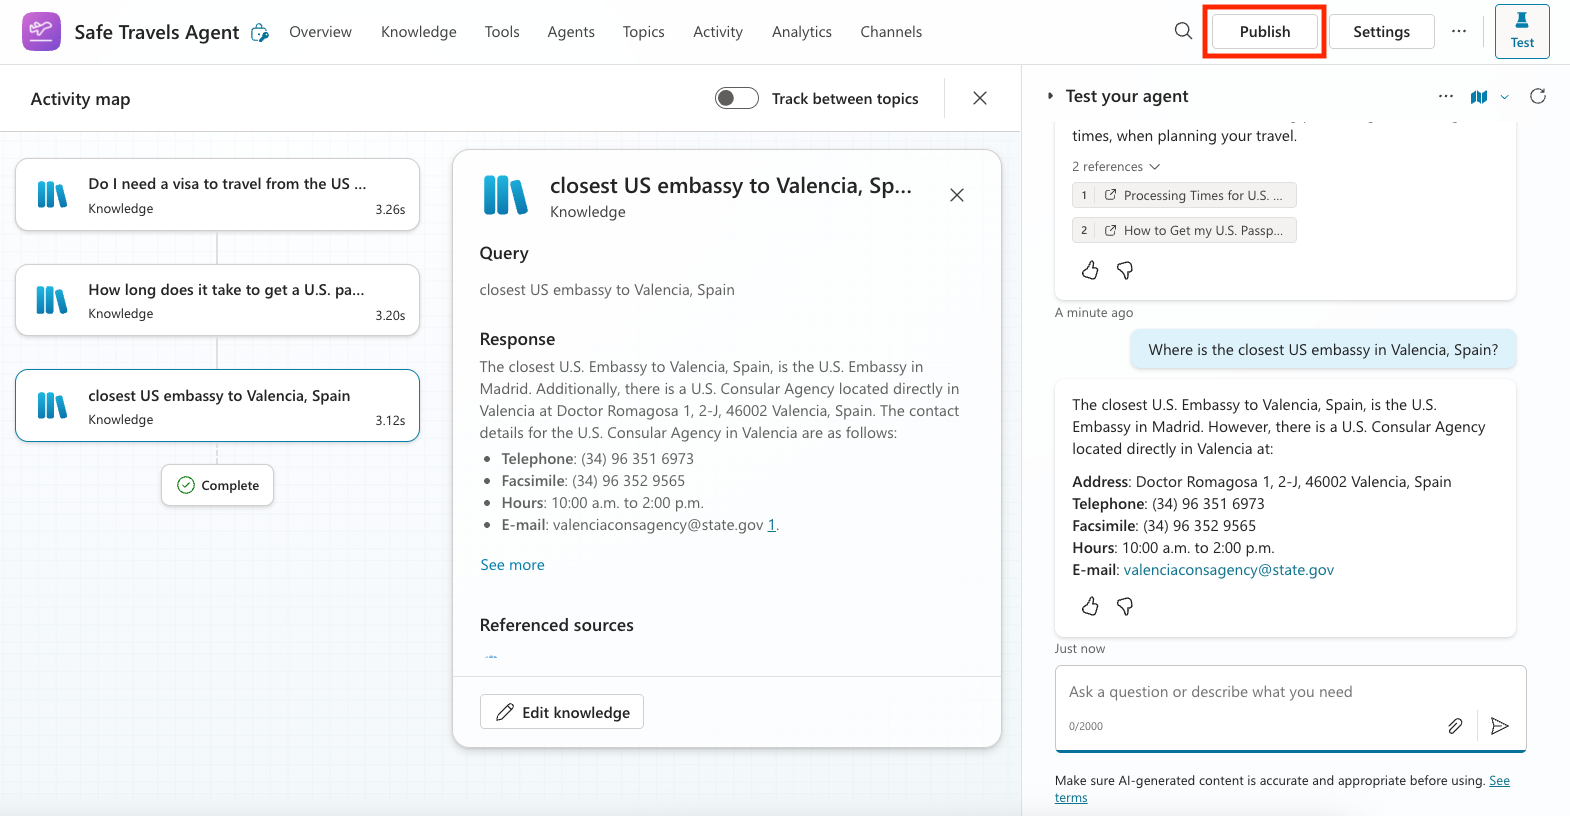 Safe Travels Agent
Overview
Knowledge
Tools
Agents
Topics
Activity
Analytics
Channels
Publish
Settings
Test
Activity map
Track between topics
Do I need a visa to travel from the US ...
Knowledge
3.26s
How long does it take to get a U.S. pa...
Knowledge
3.20s
closest US embassy to Valencia, Spain
Knowledge
3.12s
Complete
closest US embassy to Valencia, Sp...
Knowledge
Query
closest US embassy to Valencia, Spain
Response
The closest U.S. Embassy to Valencia, Spain, is the U.S. Embassy in
Madrid. Additionally, there is a U.S. Consular Agency located directly in
Valencia at Doctor Romagosa 1, 2-J, 46002 Valencia, Spain. The contact
details for the U.S. Consular Agency in Valencia are as follows:
• Telephone: (34) 96 351 6973
• Facsimile: (34) 96 352 9565
• Hours: 10:00 a.m. to 2:00 p.m.
• E-mail: valenciaconsagency@state.gov 1.
See more
Referenced sources
Edit knowledge
Test your agent
times, when planning your travel.
2 references
1 Processing Times for U.S. ...
2 How to Get my U.S. Passp...
A minute ago
Where is the closest US embassy in Valencia, Spain?
The closest U.S. Embassy to Valencia, Spain, is the U.S.
Embassy in Madrid. However, there is a U.S. Consular Agency
located directly in Valencia at:
Address: Doctor Romagosa 1, 2-J, 46002 Valencia, Spain
Telephone: (34) 96 351 6973
Facsimile: (34) 96 352 9565
Hours: 10:00 a.m. to 2:00 p.m.
E-mail: valenciaconsagency@state.gov
Just now
Ask a question or describe what you need
0/2000
Make sure AI-generated content is accurate and appropriate before using. See
terms